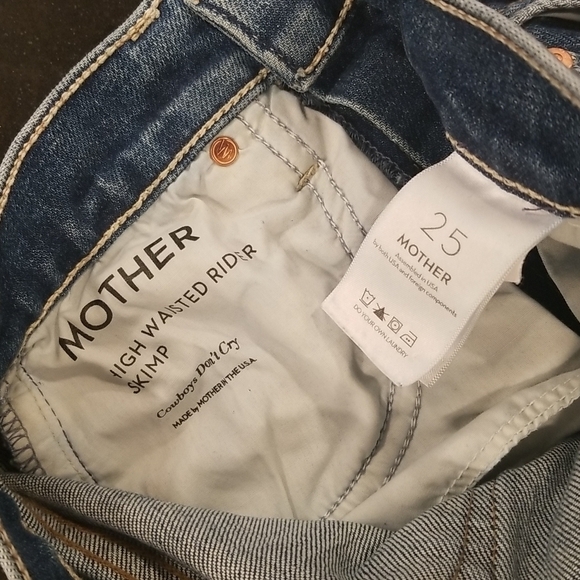 MOTHER
HIGH WAISTED RIDER
SKIMP
Cowboys Don't Cry
MADE by MOTHER IN THE U.S.A.
25
MOTHER
Assembled in USA
by both USA and foreign components
DO YOUR OWN LAUNDRY